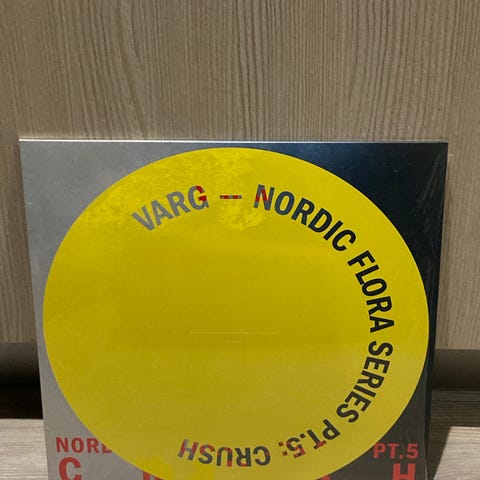 VARG — NORDIC FLORA SERIES PT.5: CRUSH
NORD
PT.5
C
H